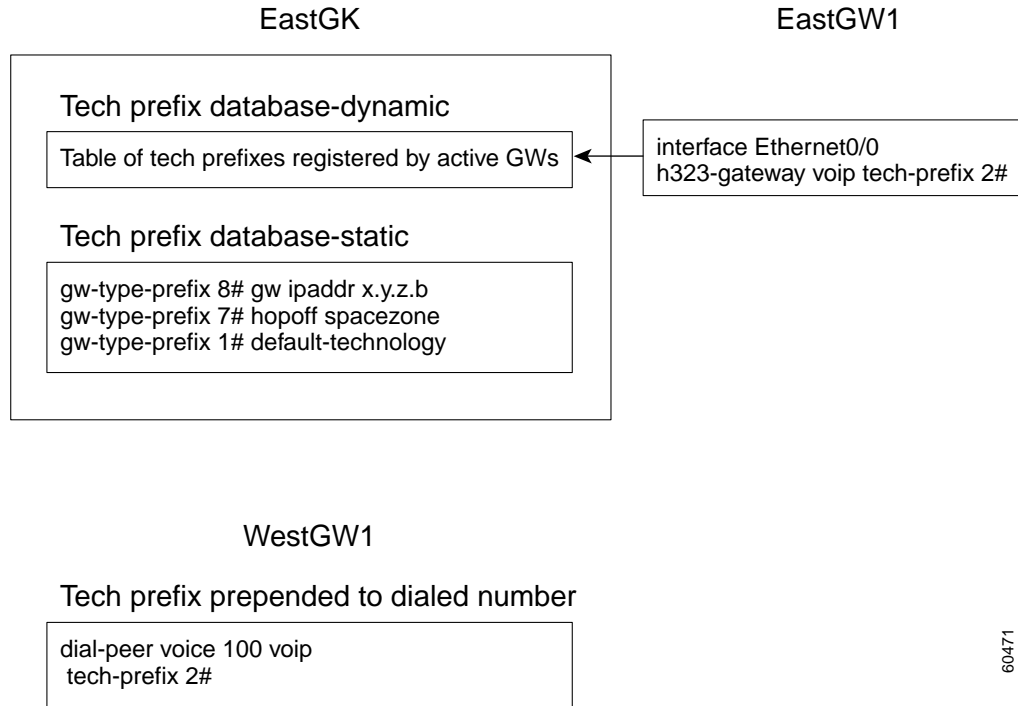 EastGK
EastGW1
Tech prefix database-dynamic
Table of tech prefixes registered by active GWs
interface Ethernet0/0
h323-gateway voip tech-prefix 2#
Tech prefix database-static
gw-type-prefix 8# gw ipaddr x.y.z.b
gw-type-prefix 7# hopoff spacezone
gw-type-prefix 1# default-technology
WestGW1
Tech prefix prepended to dialed number
dial-peer voice 100 voip
tech-prefix 2#
60471